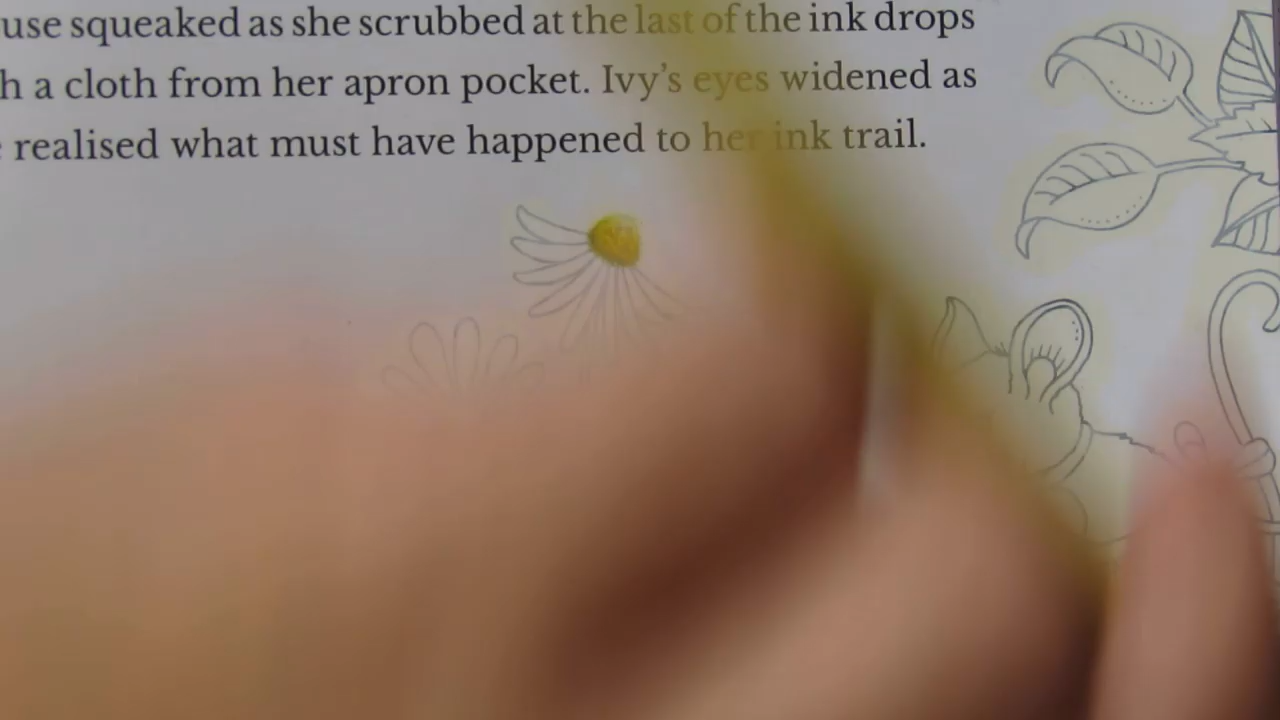 use squeaked as she scrubbed at the last of the ink drops
h a cloth from her apron pocket. Ivy’s eyes widened as
realised what must have happened to her ink trail.